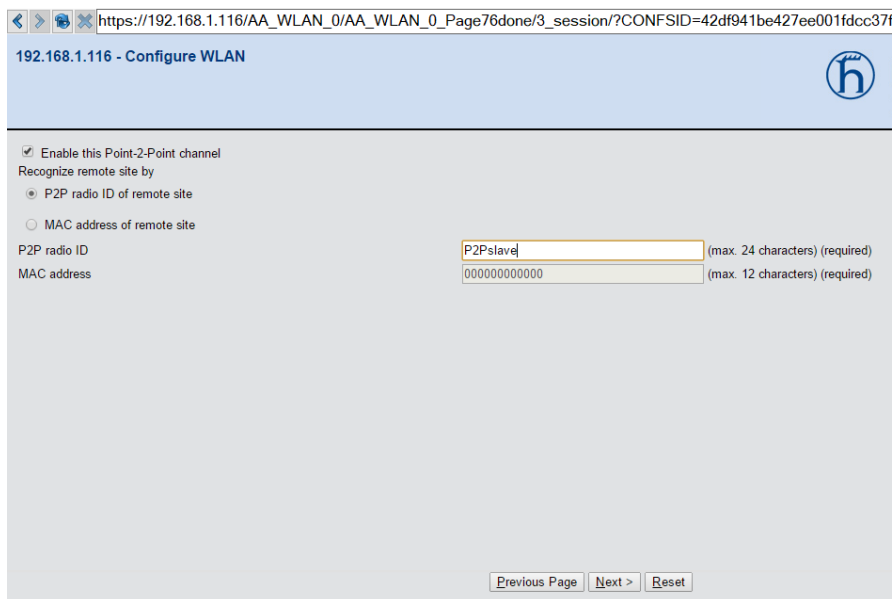 https://192.168.1.116/AA_WLAN_0/AA_WLAN_0_Page76done/3_session/?CONFSID=42df941be427ee001fdcc37f
192.168.1.116 - Configure WLAN
Enable this Point-2-Point channel
Recognize remote site by
P2P radio ID of remote site
MAC address of remote site
P2P radio ID P2Pslave (max. 24 characters) (required)
MAC address 000000000000 (max. 12 characters) (required)
Previous Page Next > Reset